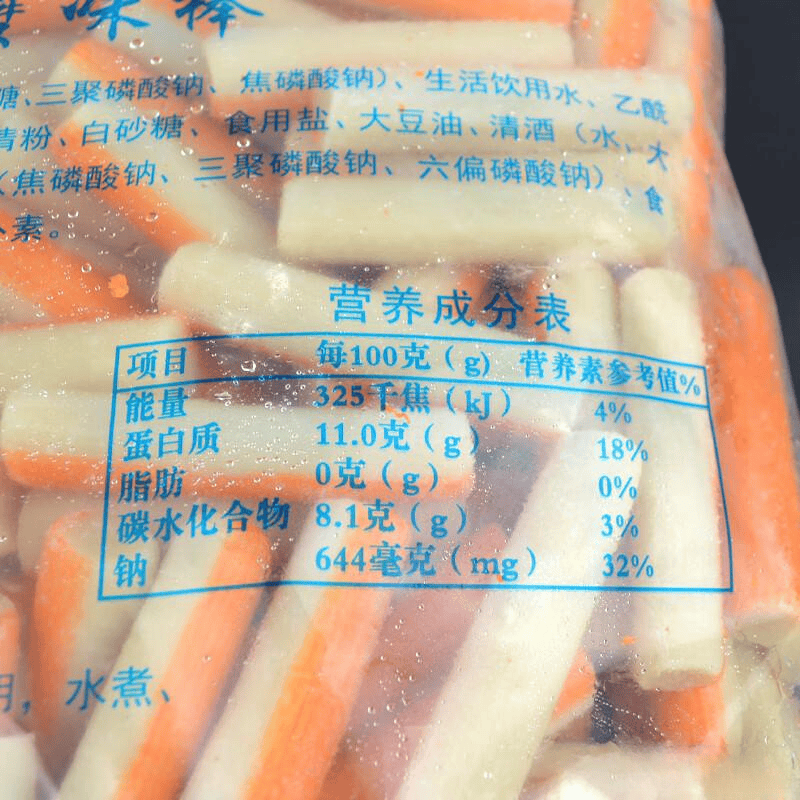 味棒
糖、三聚磷酸钠、焦磷酸钠)、生活饮用水、乙酰
青粉、白砂糖、食用盐、大豆油、清酒(水、大
(焦磷酸钠、三聚磷酸钠、六偏磷酸钠)、食
素。
营养成分表
项目 每100克(g) 营养素参考值%
能量 325千焦(kJ) 4%
蛋白质 11.0克(g) 18%
脂肪 0克(g) 0%
碳水化合物 8.1克(g) 3%
钠 644毫克(mg) 32%
用,水煮、